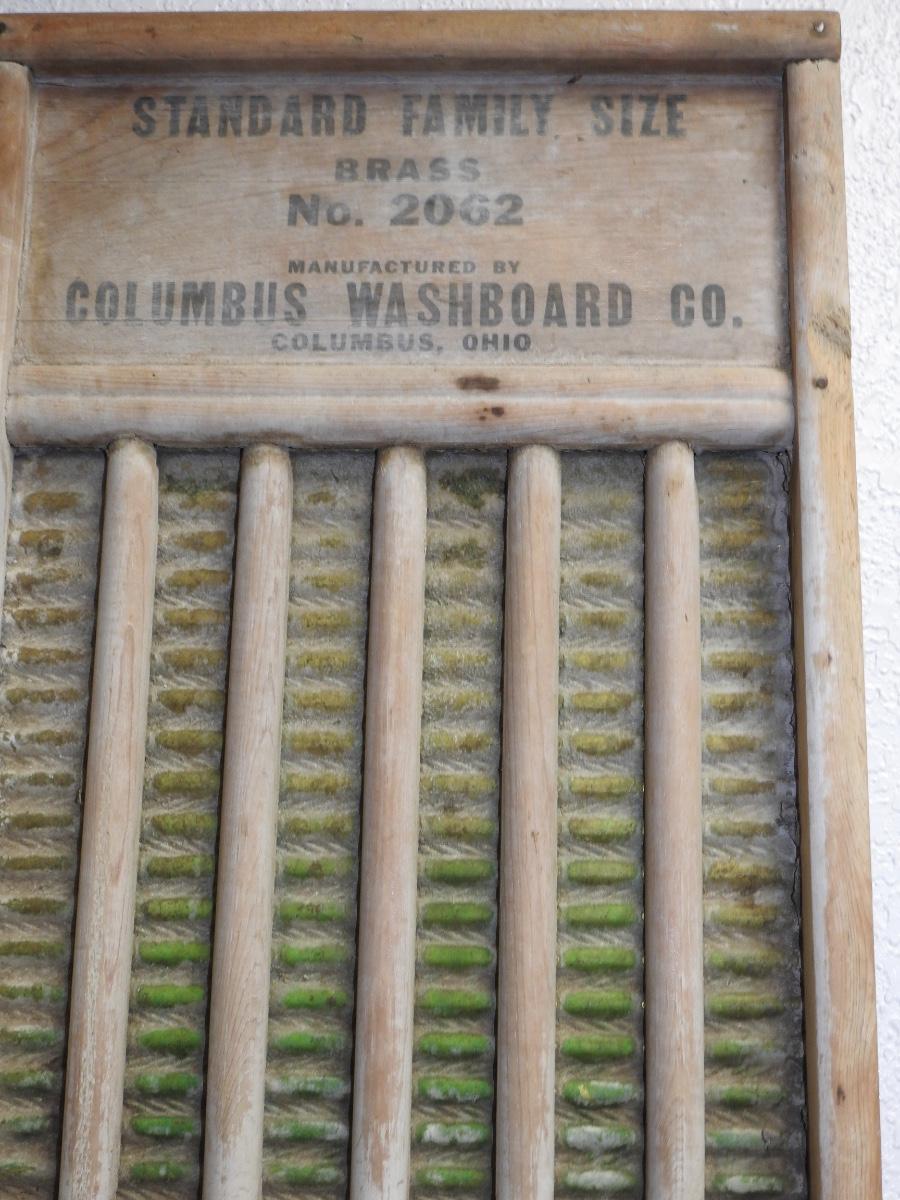 STANDARD FAMILY SIZE
BRASS
No. 2062
MANUFACTURED BY
COLUMBUS WASHBOARD CO.
COLUMBUS, OHIO